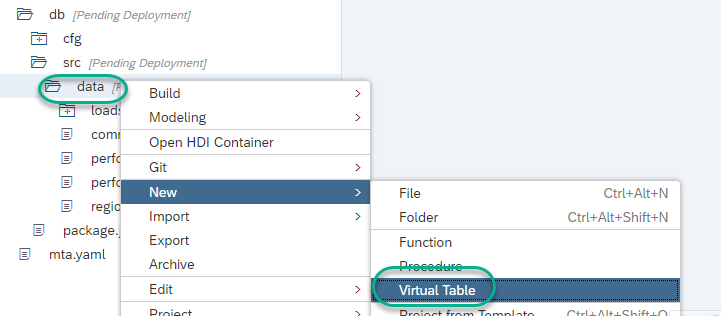 db [Pending Deployment]
cfg
src [Pending Deployment]
data
loads
com
perfo
perfo
regio
package.
mta.yaml
Build
Modeling
Open HDI Container
Git
New
Import
Export
Archive
Edit
Project
File Ctrl+Alt+N
Folder Ctrl+Alt+Shift+N
Function
Procedure
Virtual Table
Project from Template Ctrl+Alt+Shift+O